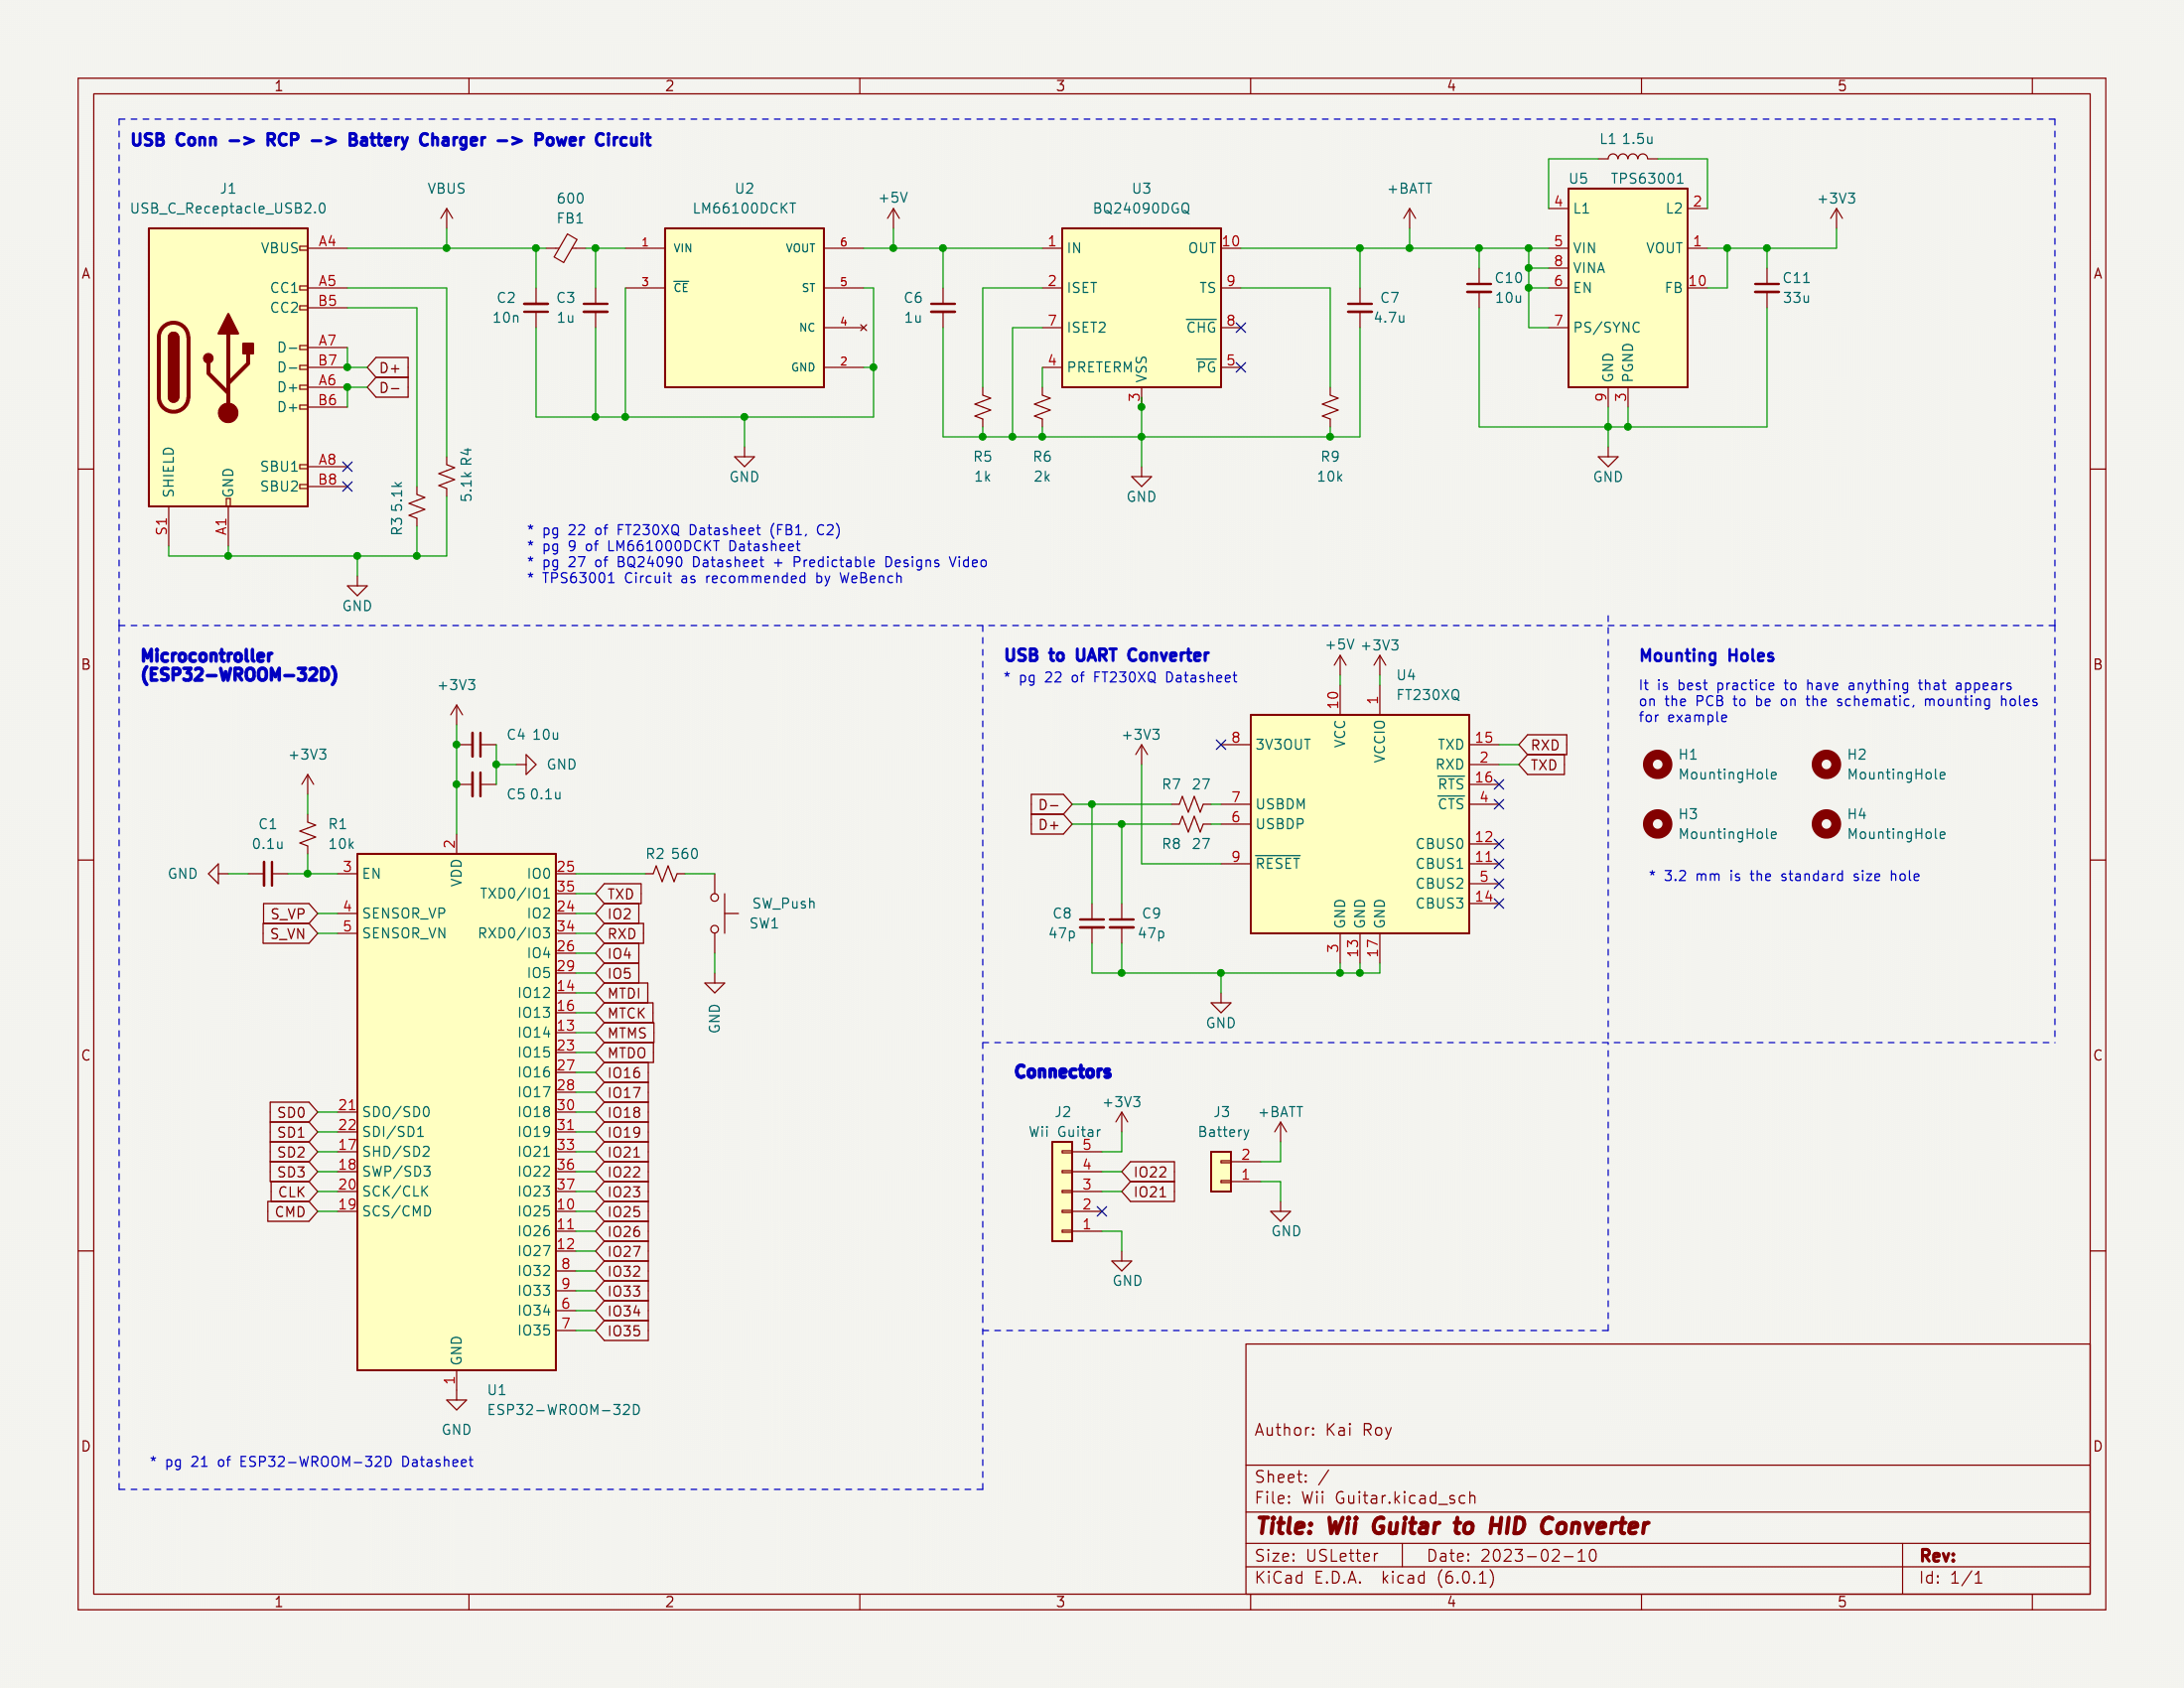 1 2 3 4 5
A
B
C
D
A
B
C
D
1 2 3 4 5
USB Conn -> RCP -> Battery Charger -> Power Circuit
J1
USB_C_Receptacle_USB2.0
VBUS A4
CC1 A5
CC2 B5
D- A7
D- B7
D+ A6
D+ B6
SBU1 A8
SBU2 B8
SHIELD
GND
S1
A1
D+
D-
R3 5.1k
5.1k R4
GND
VBUS
600
FB1
C2
10n
C3
1u
U2
LM66100DCKT
1 VIN
3 CE
VOUT 6
ST 5
NC 4
GND 2
GND
+5V
C6
1u
U3
BQ24090DGQ
1 IN
2 ISET
7 ISET2
4 PRETERM
VSS
3
OUT 10
TS 9
CHG 8
PG 5
R5
1k
R6
2k
GND
R9
10k
C7
4.7u
+BATT
C10
10u
L1 1.5u
U5 TPS63001
4 L1
5 VIN
8 VINA
6 EN
7 PS/SYNC
L2 2
VOUT 1
FB 10
GND
PGND
9
3
GND
C11
33u
+3V3
* pg 22 of FT230XQ Datasheet (FB1, C2)
* pg 9 of LM661000DCKT Datasheet
* pg 27 of BQ24090 Datasheet + Predictable Designs Video
* TPS63001 Circuit as recommended by WeBench
Microcontroller
(ESP32-WROOM-32D)
+3V3
C4 10u
GND
C5 0.1u
+3V3
C1
0.1u
R1
10k
GND
2
VDD
3 EN
S_VP 4 SENSOR_VP
S_VN 5 SENSOR_VN
SD0 21 SDO/SD0
SD1 22 SDI/SD1
SD2 17 SHD/SD2
SD3 18 SWP/SD3
CLK 20 SCK/CLK
CMD 19 SCS/CMD
IO0 25
TXD0/IO1 35 TXD
IO2 24 IO2
RXD0/IO3 34 RXD
IO4 26 IO4
IO5 29 IO5
IO12 14 MTDI
IO13 16 MTCK
IO14 13 MTMS
IO15 23 MTDO
IO16 27 IO16
IO17 28 IO17
IO18 30 IO18
IO19 31 IO19
IO21 33 IO21
IO22 36 IO22
IO23 37 IO23
IO25 10 IO25
IO26 11 IO26
IO27 12 IO27
IO32 8 IO32
IO33 9 IO33
IO34 6 IO34
IO35 7 IO35
R2 560
SW_Push
SW1
GND
GND
1
U1
ESP32-WROOM-32D
GND
* pg 21 of ESP32-WROOM-32D Datasheet
USB to UART Converter
* pg 22 of FT230XQ Datasheet
+5V +3V3
U4
FT230XQ
10
1
VCC
VCCIO
+3V3
8 3V3OUT
R7 27
D- 7 USBDM
D+ 6 USBDP
R8 27
9 RESET
TXD 15 RXD
RXD 2 TXD
RTS 16
CTS 4
CBUS0 12
CBUS1 11
CBUS2 5
CBUS3 14
GND
GND
GND
3
13
17
C8
47p
C9
47p
GND
Mounting Holes
It is best practice to have anything that appears
on the PCB to be on the schematic, mounting holes
for example
H1
MountingHole
H2
MountingHole
H3
MountingHole
H4
MountingHole
* 3.2 mm is the standard size hole
Connectors
J2
Wii Guitar
+3V3
5
4 IO22
3 IO21
2
1
GND
J3
Battery
+BATT
2
1
GND
Author: Kai Roy
Sheet: /
File: Wii Guitar.kicad_sch
Title: Wii Guitar to HID Converter
Size: USLetter Date: 2023-02-10 Rev:
KiCad E.D.A. kicad (6.0.1) Id: 1/1